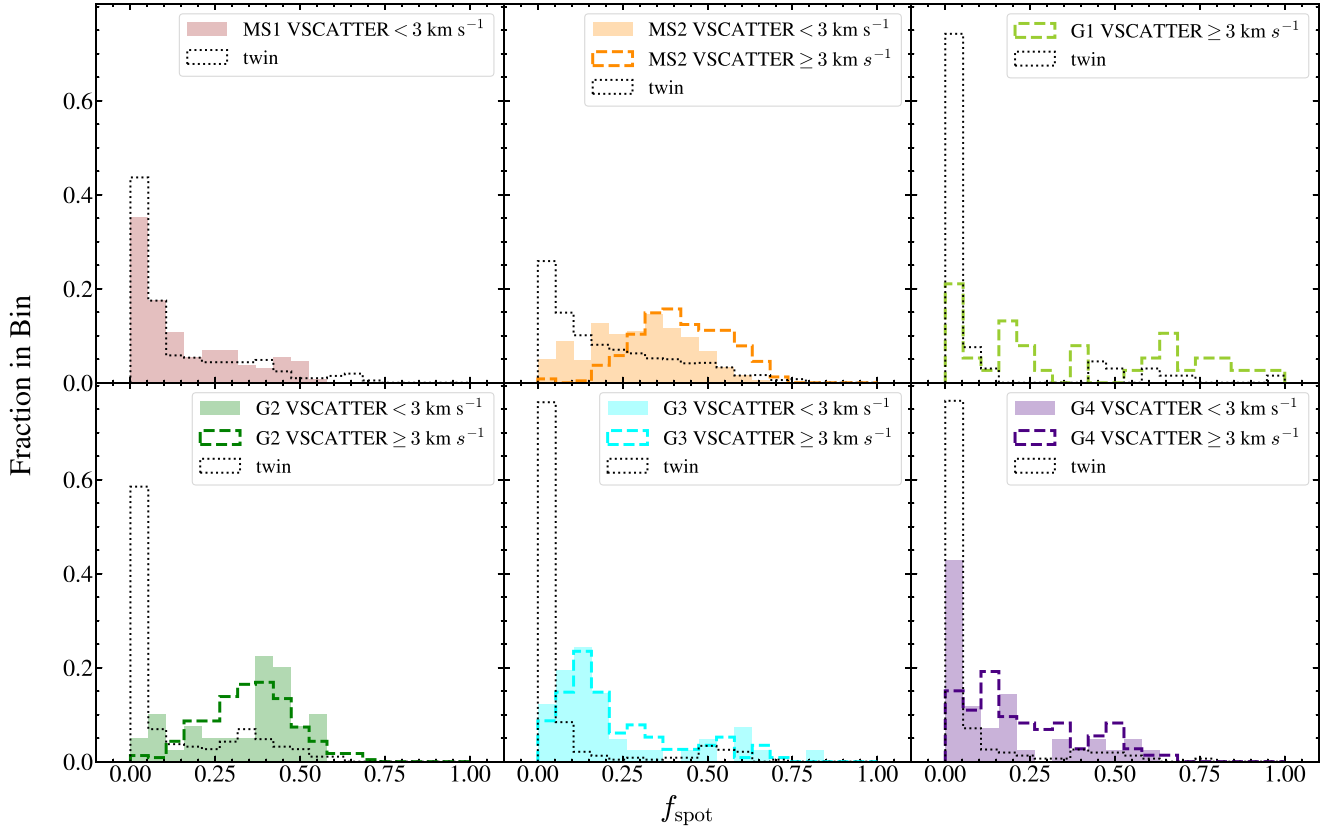 MS1 VSCATTER < 3 km s⁻¹
twin
MS2 VSCATTER < 3 km s⁻¹
MS2 VSCATTER ≥ 3 km s⁻¹
twin
G1 VSCATTER ≥ 3 km s⁻¹
twin
0.6
0.4
0.2
0.0
G2 VSCATTER < 3 km s⁻¹
G2 VSCATTER ≥ 3 km s⁻¹
twin
G3 VSCATTER < 3 km s⁻¹
G3 VSCATTER ≥ 3 km s⁻¹
twin
G4 VSCATTER < 3 km s⁻¹
G4 VSCATTER ≥ 3 km s⁻¹
twin
0.6
0.4
0.2
0.0
Fraction in Bin
0.00 0.25 0.50 0.75 1.00
0.00 0.25 0.50 0.75 1.00
0.00 0.25 0.50 0.75 1.00
f_spot